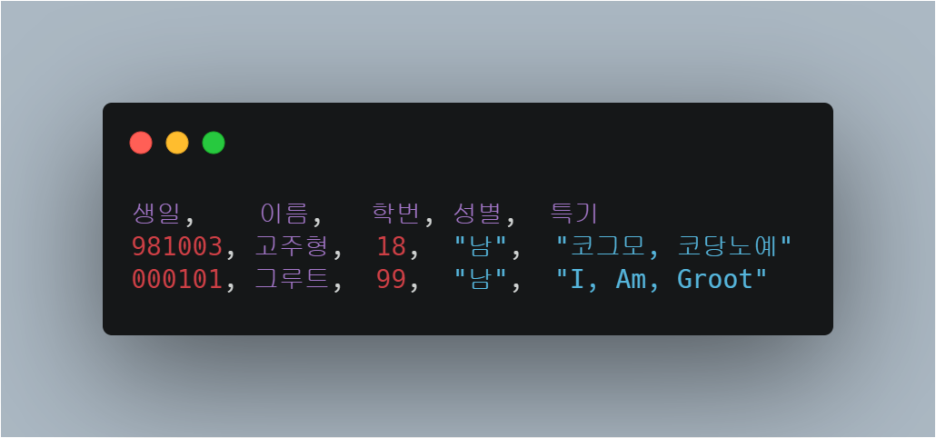 생일, 이름, 학번, 성별, 특기
981003, 고주형, 18, "남", "코그모, 코당노예"
000101, 그루트, 99, "남", "I, Am, Groot"